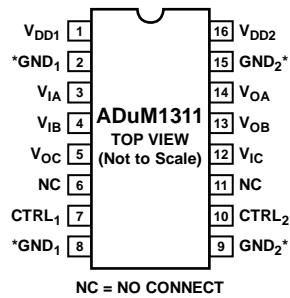 VDD1 1 16 VDD2
*GND1 2 15 GND2*
VIA 3 14 VOA
VIB 4 ADuM1311 13 VOB
VOC 5 TOP VIEW (Not to Scale) 12 VIC
NC 6 11 NC
CTRL1 7 10 CTRL2
*GND1 8 9 GND2*
NC = NO CONNECT